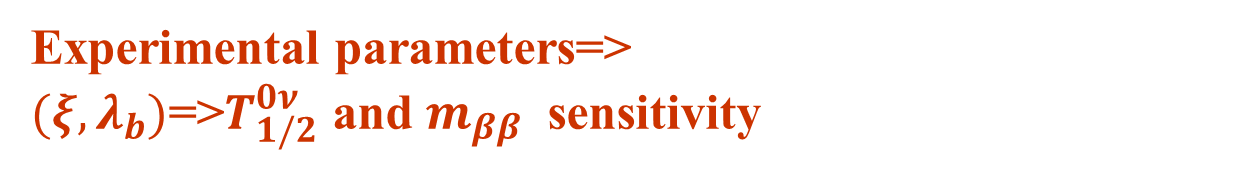 Experimental parameters=>
(ξ, λ_b)=>T^{0ν}_{1/2} and m_{ββ} sensitivity